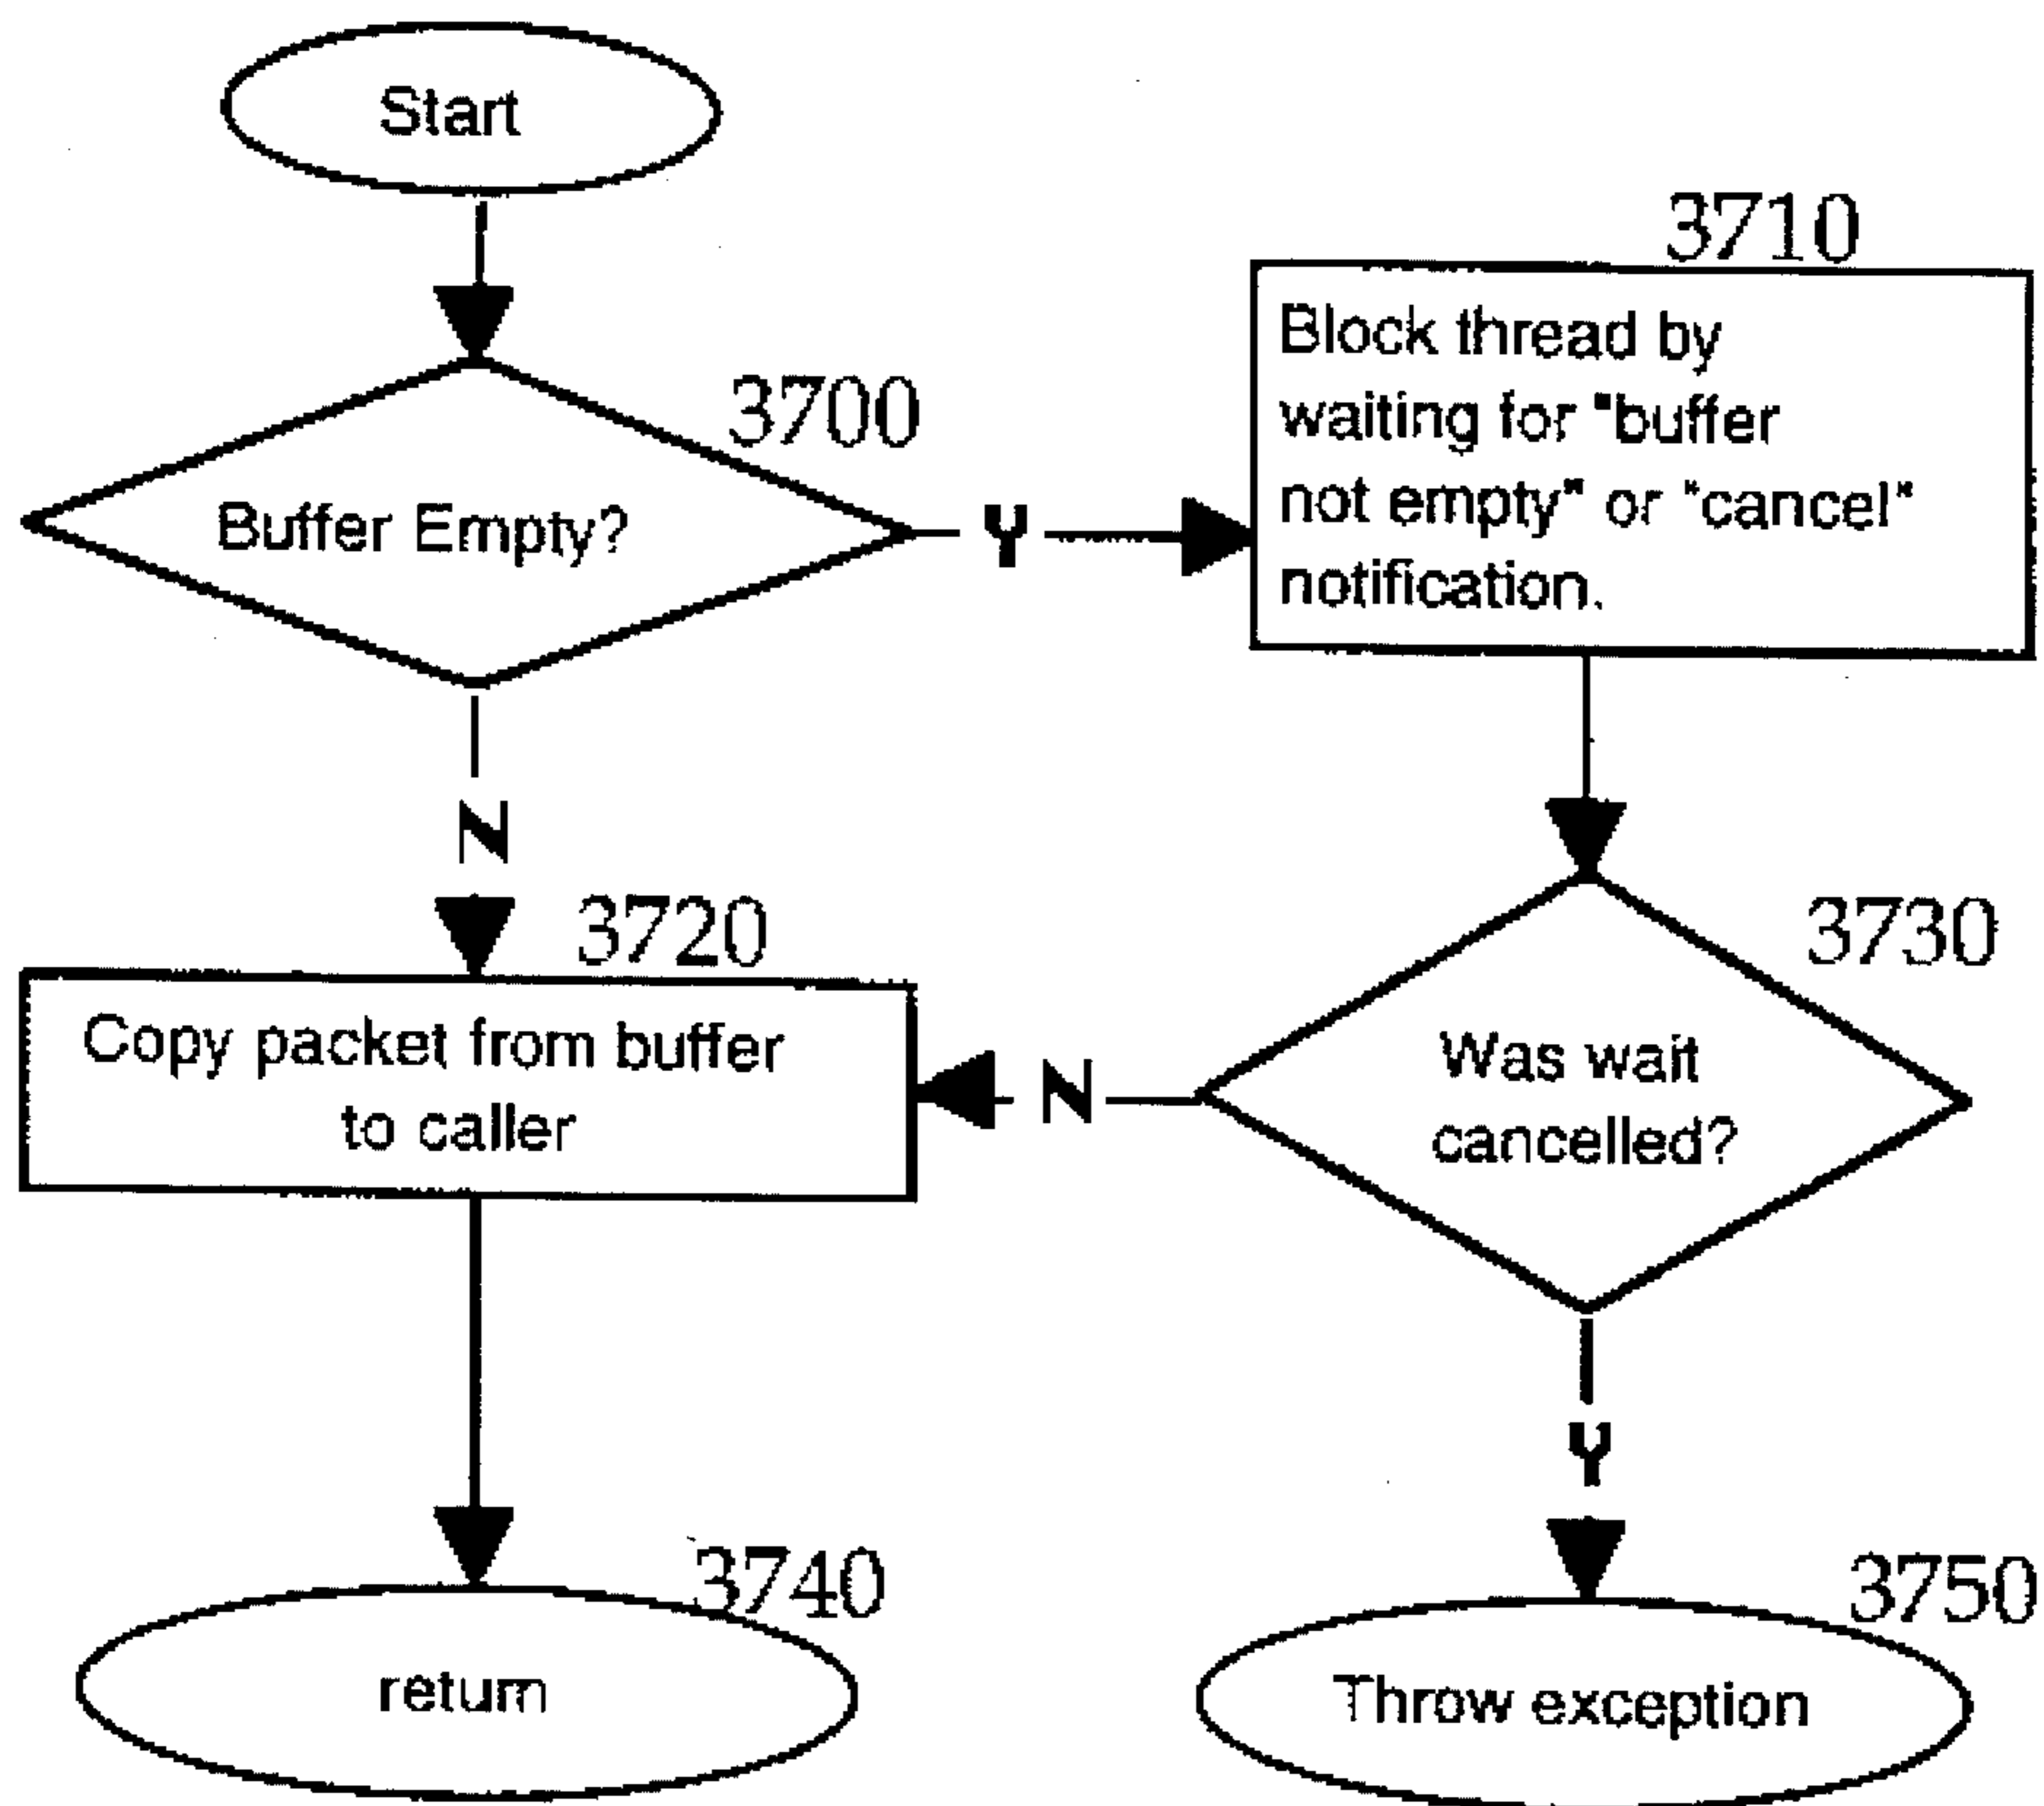 Start
3700
Buffer Empty?
Y
3710
Block thread by
waiting for "buffer
not empty" or "cancel"
notification.
N
3720
Copy packet from buffer
to caller
N
3730
Was wait
cancelled?
Y
3740
return
3750
Throw exception